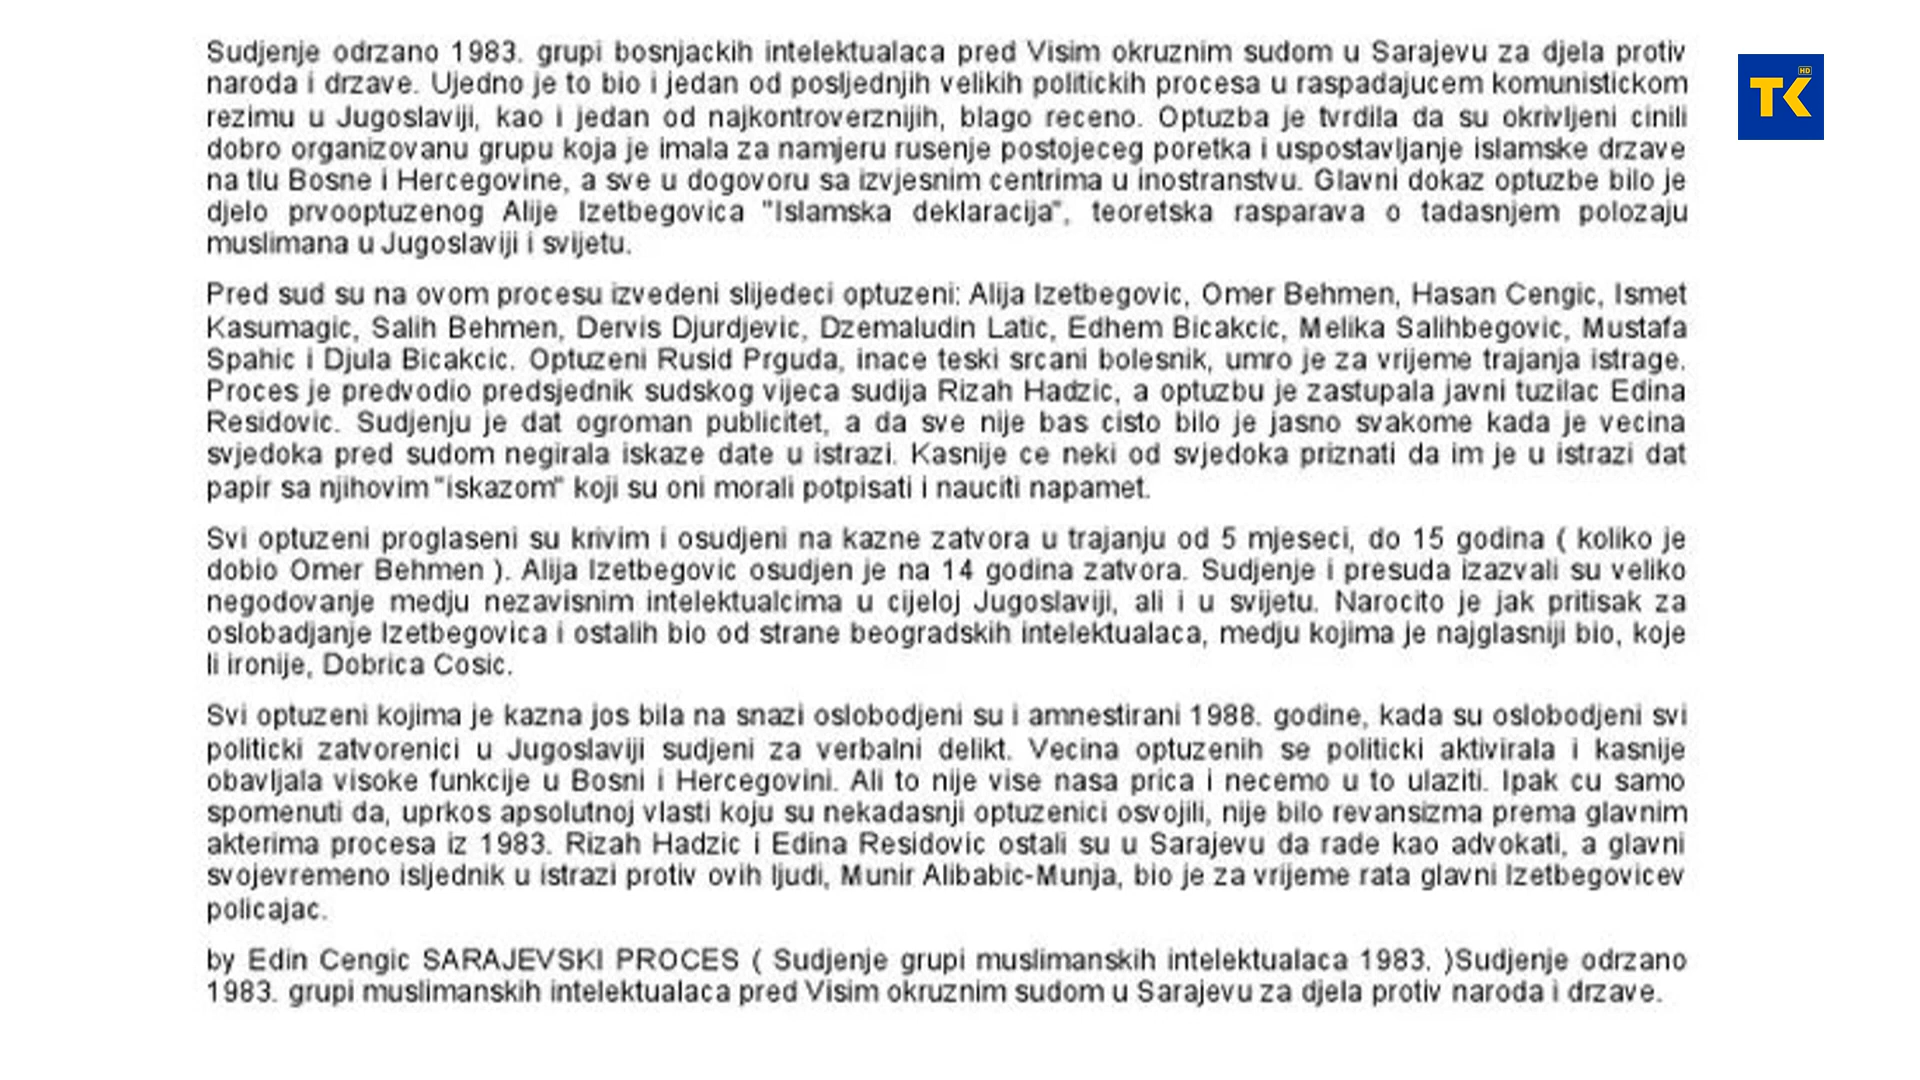 Sudjenje odrzano 1983. grupi bosnjackih intelektualaca pred Visim okruznim sudom u Sarajevu za djela protiv
naroda i drzave. Ujedno je to bio i jedan od posljednjih velikih politickih procesa u raspadajucem komunistickom
rezimu u Jugoslaviji, kao i jedan od najkontroverznijih, blago receno. Optuzba je tvrdila da su okrivljeni cinili
dobro organizovanu grupu koja je imala za namjeru rusenje postojeceg poretka i uspostavljanje islamske drzave
na tlu Bosne i Hercegovine, a sve u dogovoru sa izvjesnim centrima u inostranstvu. Glavni dokaz optuzbe bilo je
djelo prvooptuzenog Alije Izetbegovica "Islamska deklaracija", teoretska rasparava o tadasnjem polozaju
muslimana u Jugoslaviji i svijetu.
Pred sud su na ovom procesu izvedeni slijedeci optuzeni: Alija Izetbegovic, Omer Behmen, Hasan Cengic, Ismet
Kasumagic, Salih Behmen, Dervis Djurdjevic, Dzemaludin Latic, Edhem Bicakcic, Melika Salihbegovic, Mustafa
Spahic i Djula Bicakcic. Optuzeni Rusid Prguda, inace teski srcani bolesnik, umro je za vrijeme trajanja istrage.
Proces je predvodio predsjednik sudskog vijeca sudija Rizah Hadzic, a optuzbu je zastupala javni tuzilac Edina
Residovic. Sudjenju je dat ogroman publicitet, a da sve nije bas cisto bilo je jasno svakome kada je vecina
svjedoka pred sudom negirala iskaze date u istrazi. Kasnije ce neki od svjedoka priznati da im je u istrazi dat
papir sa njihovim "iskazom" koji su oni morali potpisati i nauciti napamet.
Svi optuzeni proglaseni su krivim i osudjeni na kazne zatvora u trajanju od 5 mjeseci, do 15 godina ( koliko je
dobio Omer Behmen ). Alija Izetbegovic osudjen je na 14 godina zatvora. Sudjenje i presuda izazvali su veliko
negodovanje medju nezavisnim intelektualcima u cijeloj Jugoslaviji, ali i u svijetu. Narocito je jak pritisak za
oslobadjanje Izetbegovica i ostalih bio od strane beogradskih intelektualaca, medju kojima je najglasniji bio, koje
li ironije, Dobrica Cosic.
Svi optuzeni kojima je kazna jos bila na snazi oslobodjeni su i amnestirani 1988. godine, kada su oslobodjeni svi
politicki zatvorenici u Jugoslaviji sudjeni za verbalni delikt. Vecina optuzenih se politicki aktivirala i kasnije
obavljala visoke funkcije u Bosni i Hercegovini. Ali to nije vise nasa prica i necemo u to ulaziti. Ipak cu samo
spomenuti da, uprkos apsolutnoj vlasti koju su nekadasnji optuzenici osvojili, nije bilo revansizma prema glavnim
akterima procesa iz 1983. Rizah Hadzic i Edina Residovic ostali su u Sarajevu da rade kao advokati, a glavni
svojevremeno isljednik u istrazi protiv ovih ljudi, Munir Alibabic-Munja, bio je za vrijeme rata glavni Izetbegovicev
policajac.
by Edin Cengic SARAJEVSKI PROCES ( Sudjenje grupi muslimanskih intelektualaca 1983. )Sudjenje odrzano
1983. grupi muslimanskih intelektualaca pred Visim okruznim sudom u Sarajevu za djela protiv naroda i drzave.
TK HD